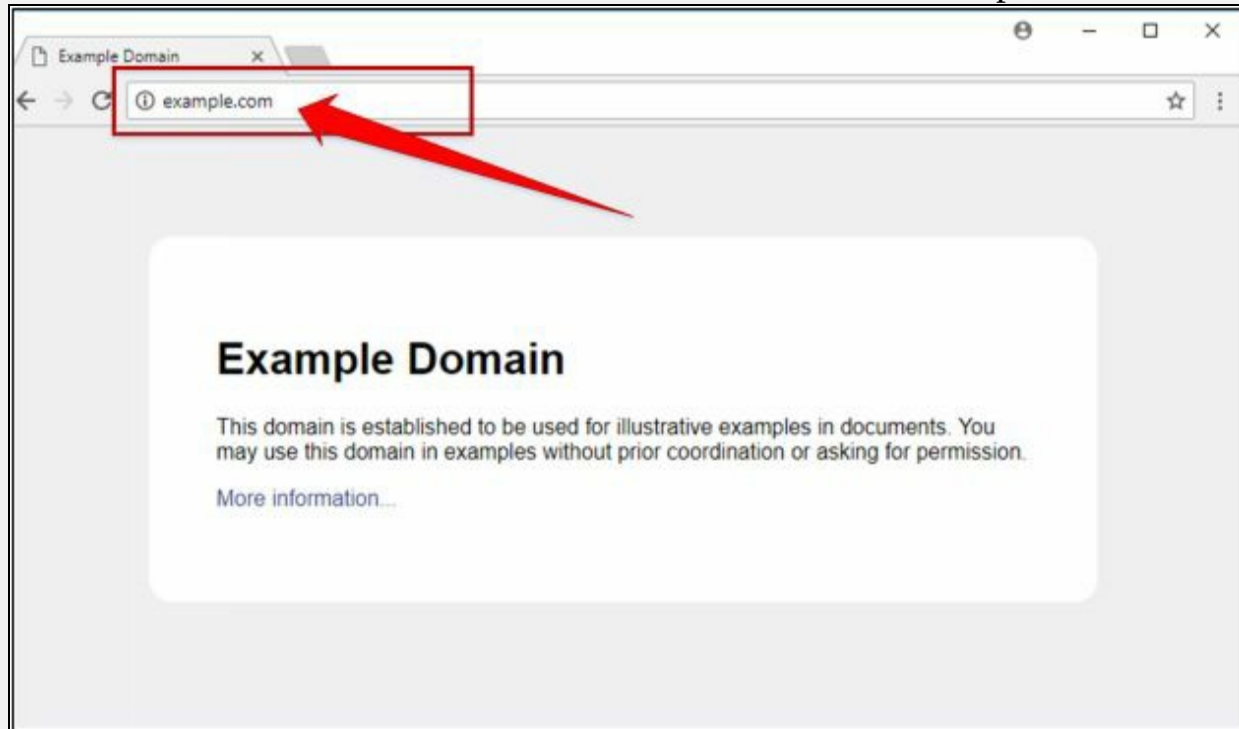 Example Domain
example.com
Example Domain
This domain is established to be used for illustrative examples in documents. You
may use this domain in examples without prior coordination or asking for permission.
More information...